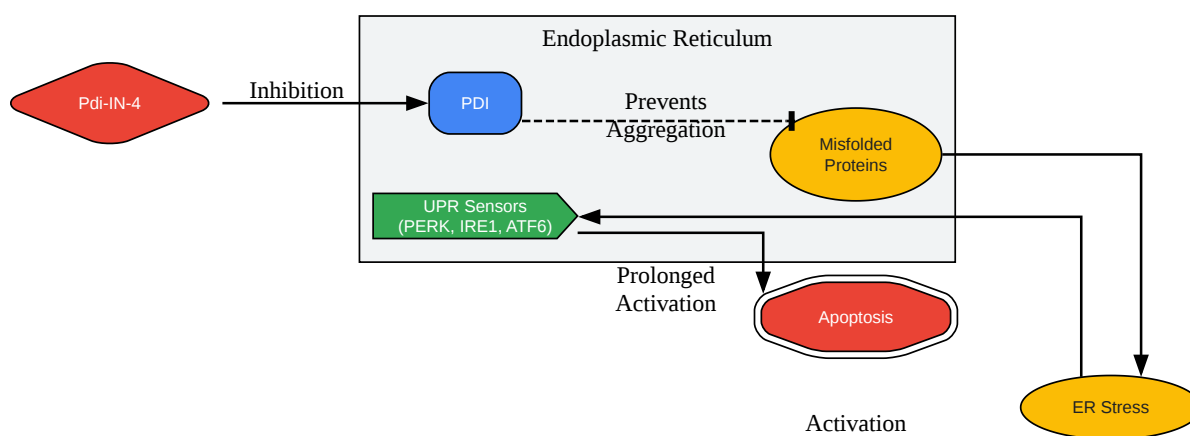 Endoplasmic Reticulum
Pdi-IN-4
Inhibition
PDI
Prevents
Aggregation
Misfolded
Proteins
UPR Sensors
(PERK, IRE1, ATF6)
Prolonged
Activation
Apoptosis
ER Stress
Activation